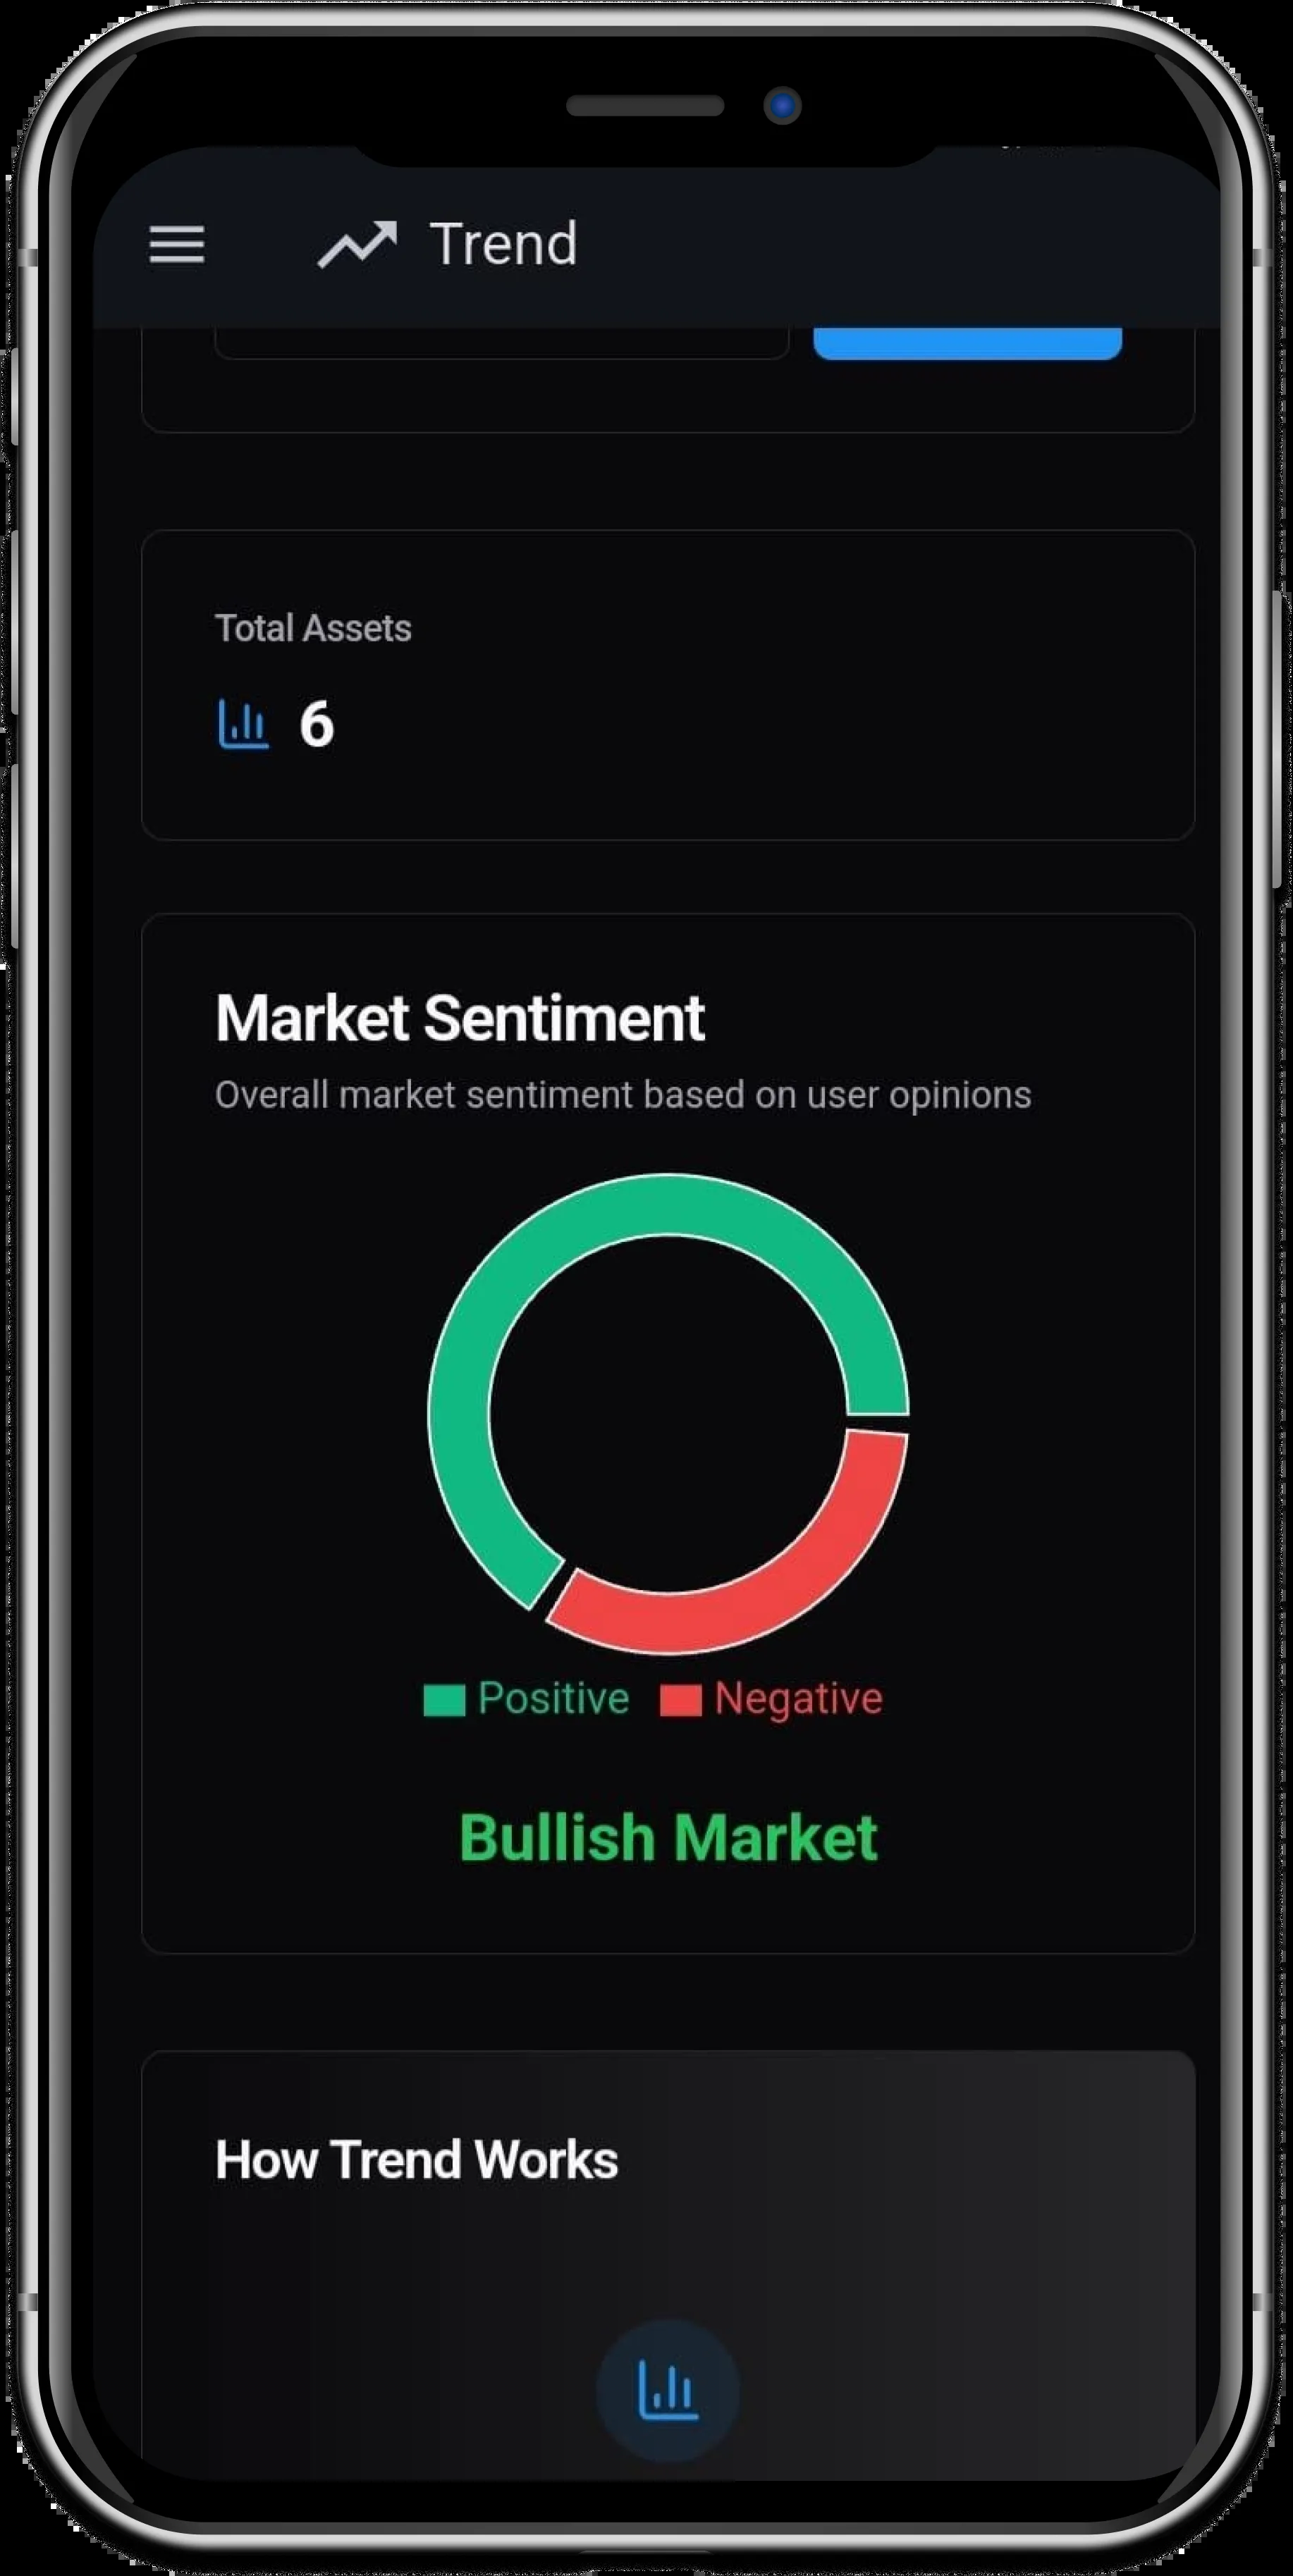 Trend
Total Assets
6
Market Sentiment
Overall market sentiment based on user opinions
Positive Negative
Bullish Market
How Trend Works